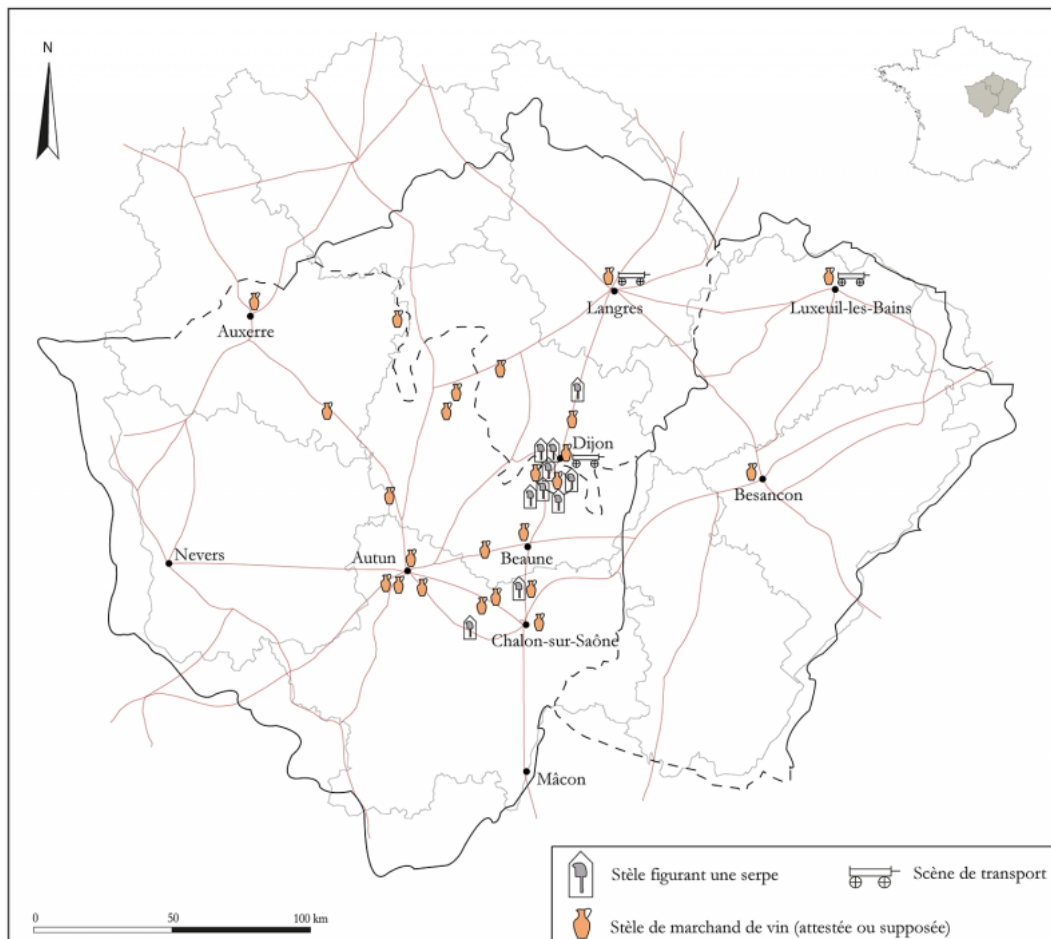 N
Auxerre
Langres
Luxeuil-les-Bains
Dijon
Besancon
Nevers
Autun
Beaune
Chalon-sur-Saône
Mâcon
Stèle figurant une serpe
Scène de transport
Stèle de marchand de vin (attestée ou supposée)
0 50 100 km